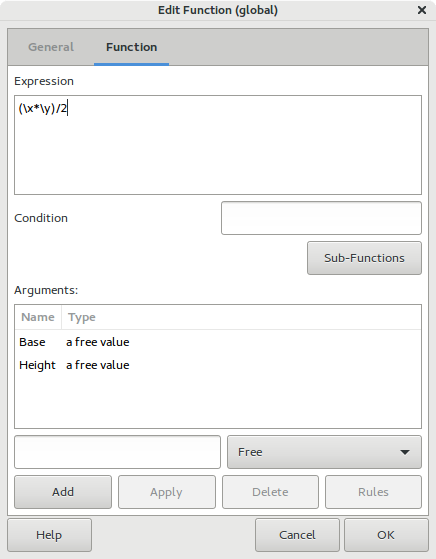 Edit Function (global)
General Function
Expression
(\x*\y)/2
Condition
Sub-Functions
Arguments:
Name Type
Base a free value
Height a free value
Free
Add Apply Delete Rules
Help Cancel OK